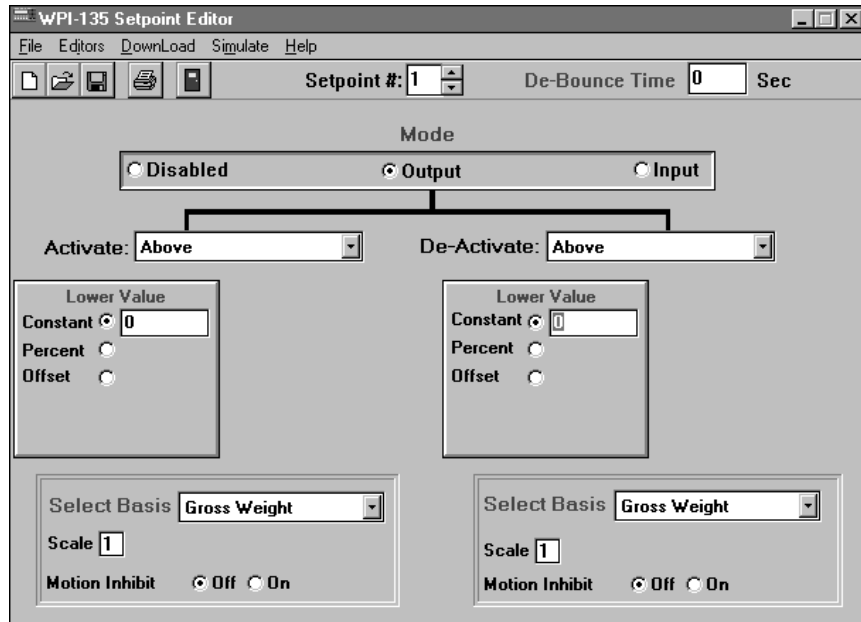 WPI-135 Setpoint Editor
File Editors DownLoad Simulate Help
Setpoint #: 1 De-Bounce Time 0 Sec
Mode
Disabled Output Input
Activate: Above De-Activate: Above
Lower Value Lower Value
Constant 0 Constant 0
Percent Percent
Offset Offset
Select Basis Gross Weight Select Basis Gross Weight
Scale 1 Scale 1
Motion Inhibit Off On Motion Inhibit Off On